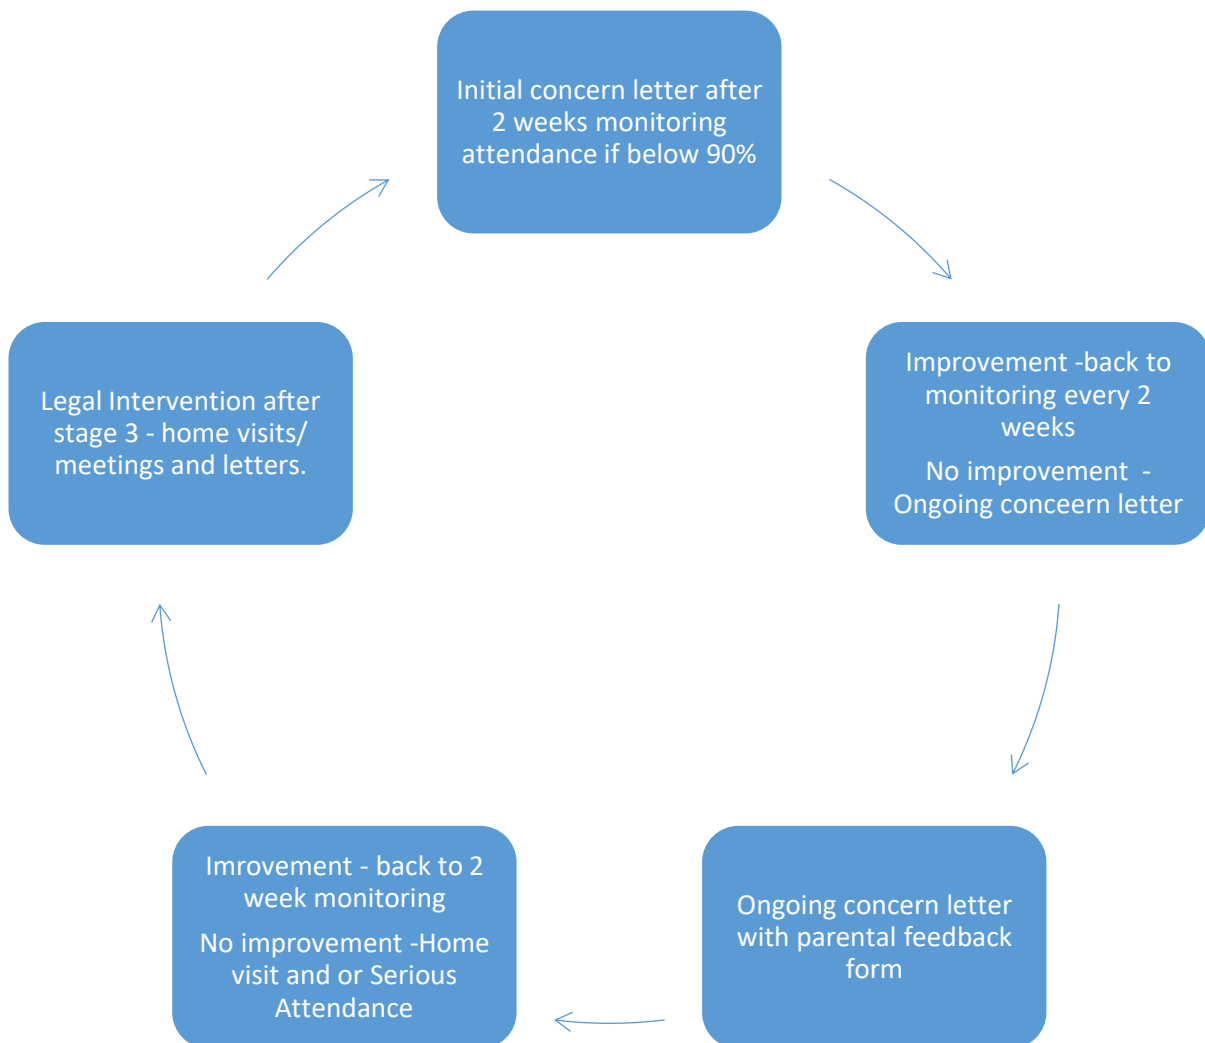 Initial concern letter after
2 weeks monitoring
attendance if below 90%
Improvement -back to
monitoring every 2
weeks
No improvement -
Ongoing conceern letter
Ongoing concern letter
with parental feedback
form
Imrovement - back to 2
week monitoring
No improvement -Home
visit and or Serious
Attendance
Legal Intervention after
stage 3 - home visits/
meetings and letters.